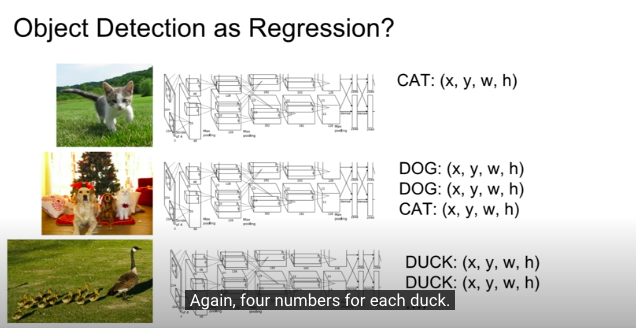 Object Detection as Regression?
CAT: (x, y, w, h)
DOG: (x, y, w, h)
DOG: (x, y, w, h)
CAT: (x, y, w, h)
DUCK: (x, y, w, h)
DUCK: (x, y, w, h)
Again, four numbers for each duck.